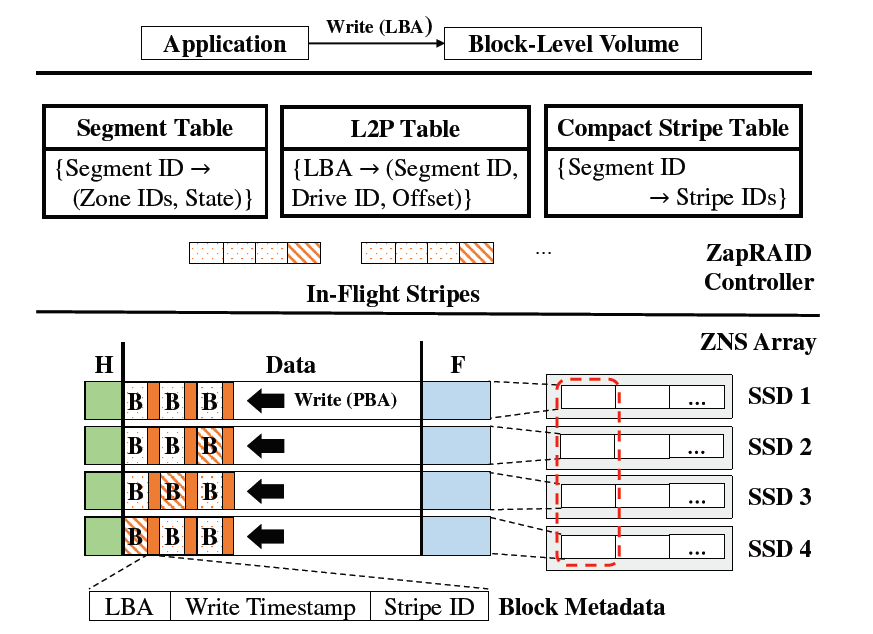 Application
Write (LBA)
Block-Level Volume
Segment Table
{Segment ID →
(Zone IDs, State)}
L2P Table
{LBA → (Segment ID,
Drive ID, Offset)}
Compact Stripe Table
{Segment ID
→ Stripe IDs}
...
In-Flight Stripes
ZapRAID
Controller
ZNS Array
H
Data
F
B B B
Write (PBA)
... SSD 1
B B B
... SSD 2
B B B
... SSD 3
B B B
... SSD 4
LBA
Write Timestamp
Stripe ID
Block Metadata